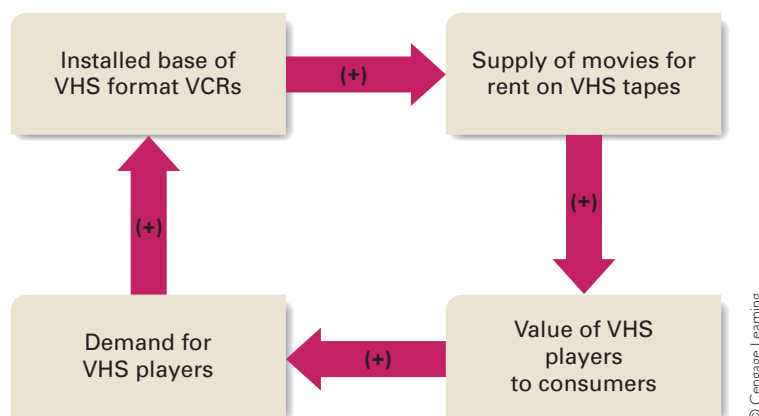 Installed base of
VHS format VCRs
(+)
Supply of movies for
rent on VHS tapes
(+)
(+)
Demand for
VHS players
(+)
Value of VHS
players
to consumers
© Cengage Learning